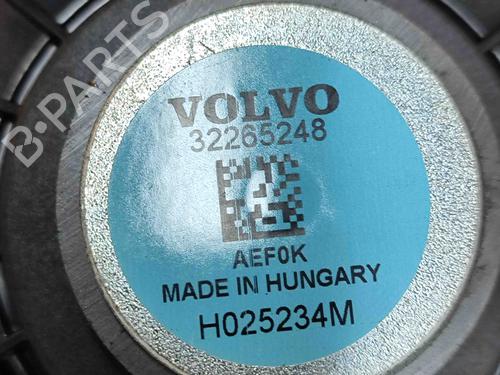 B-PARTS
VOLVO
32265248
AEF0K
MADE IN HUNGARY
H025234M